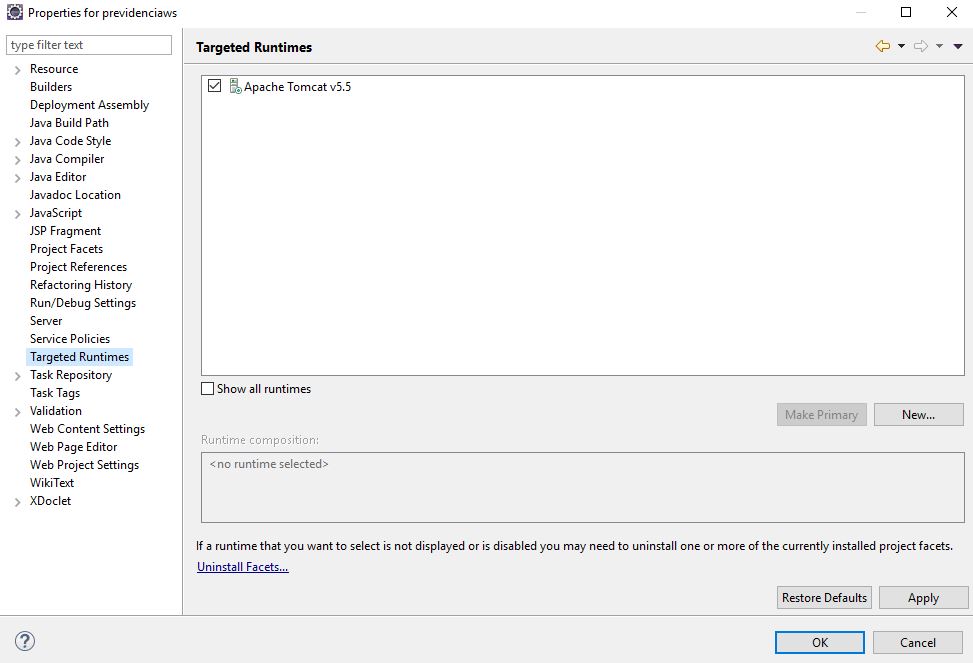 Properties for previdenciaws
type filter text
Resource
Builders
Deployment Assembly
Java Build Path
Java Code Style
Java Compiler
Java Editor
Javadoc Location
JavaScript
JSP Fragment
Project Facets
Project References
Refactoring History
Run/Debug Settings
Server
Service Policies
Targeted Runtimes
Task Repository
Task Tags
Validation
Web Content Settings
Web Page Editor
Web Project Settings
WikiText
XDoclet
Targeted Runtimes
Apache Tomcat v5.5
Show all runtimes
Make Primary
New...
Runtime composition:
<no runtime selected>
If a runtime that you want to select is not displayed or is disabled you may need to uninstall one or more of the currently installed project facets.
Uninstall Facets...
Restore Defaults
Apply
?
OK
Cancel